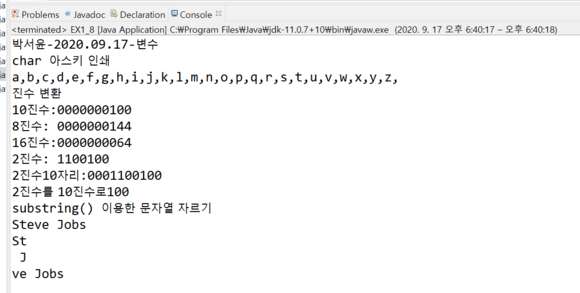 Problems @ Javadoc Declaration Console
<terminated> EX1_8 [Java Application] C:\Program Files\Java\jdk-11.0.7+10\bin\javaw.exe (2020. 9. 17 오후 6:40:17 – 오후 6:40:18)
박서윤-2020.09.17-변수
char 아스키 인쇄
a,b,c,d,e,f,g,h,i,j,k,l,m,n,o,p,q,r,s,t,u,v,w,x,y,z,
진수 변환
10진수:0000000100
8진수: 0000000144
16진수:0000000064
2진수: 1100100
2진수10자리:0001100100
2진수를 10진수로100
substring() 이용한 문자열 자르기
Steve Jobs
St
J
ve Jobs